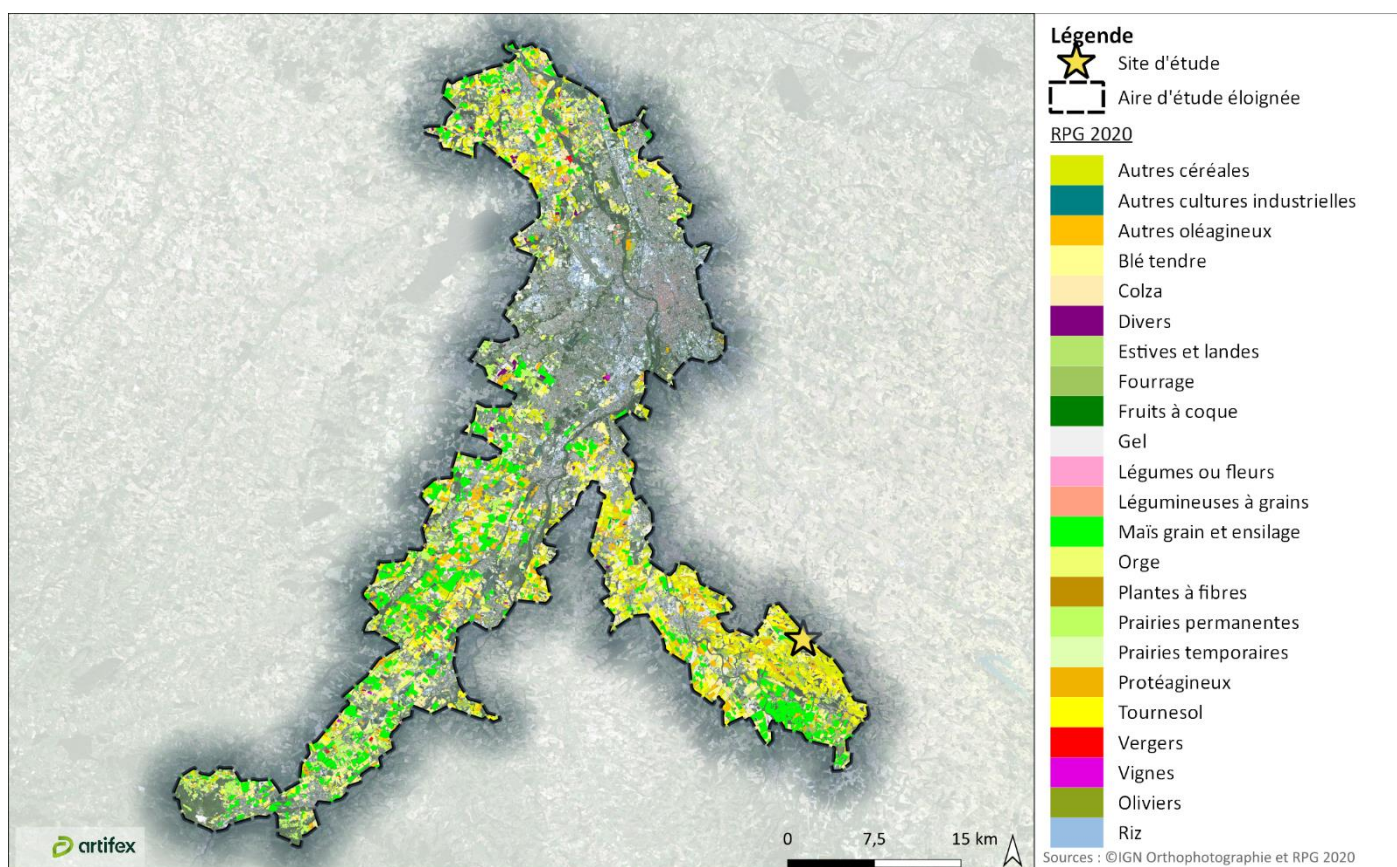 Légende
Site d'étude
Aire d'étude éloignée
RPG 2020
Autres céréales
Autres cultures industrielles
Autres oléagineux
Blé tendre
Colza
Divers
Estives et landes
Fourrage
Fruits à coque
Gel
Légumes ou fleurs
Légumineuses à grains
Maïs grain et ensilage
Orge
Plantes à fibres
Prairies permanentes
Prairies temporaires
Protéagineux
Tournesol
Vergers
Vignes
Oliviers
Riz
artifex
0 7,5 15 km
Sources : ©IGN Orthophotographie et RPG 2020